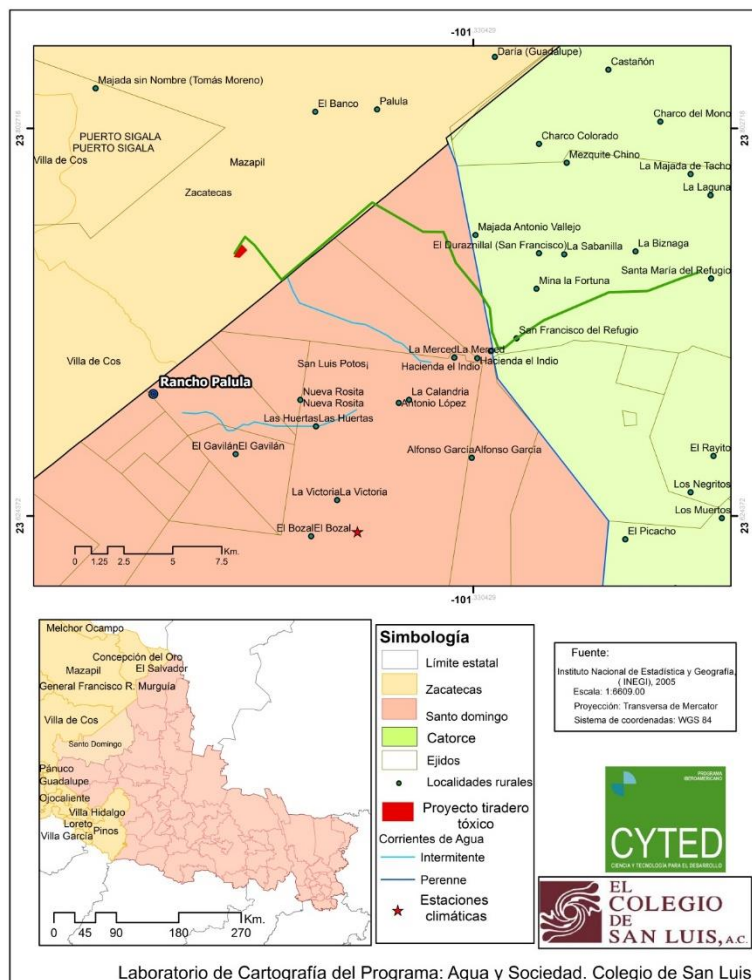 -101 330429
Daría (Guadalupe)
Castañón
Majada sin Nombre (Tomás Moreno)
El Banco
Palula
Charco del Mono
23
PUERTO SIGALA
PUERTO SIGALA
Villa de Cos
Mazapil
Zacatecas
Charco Colorado
Mezquite Chino
La Majada de Tacho
La Laguna
Majada Antonio Vallejo
El Duraznillal (San Francisco)
La Sabanilla
La Biznaga
Santa María del Refugio
Mina la Fortuna
San Francisco del Refugio
Villa de Cos
La MercedLa Merced
Hacienda el Indio
Hacienda el Indio
San Luis Potos¡
Rancho Palula
Nueva Rosita
Nueva Rosita
La Calandria
Antonio López
Las HuertasLas Huertas
El GavilánEl Gavilán
Alfonso GarcíaAlfonso García
El Rayito
Los Negritos
La VictoriaLa Victoria
Los Muertos
El BozalEl Bozal
El Picacho
23
0 1.25 2.5 5 7.5 Km.
-101 330429
Melchor Ocampo
Concepción del Oro
El Salvador
Mazapil
General Francisco R. Murguía
Villa de Cos
Santo Domingo
Pánuco
Guadalupe
Ojocaliente
Villa Hidalgo
Loreto
Pinos
Villa García
0 45 90 180 270 Km.
Simbología
Límite estatal
Zacatecas
Santo domingo
Catorce
Ejidos
Localidades rurales
Proyecto tiradero
tóxico
Corrientes de Agua
Intermitente
Perenne
Estaciones
climáticas
Fuente:
Instituto Nacional de Estadística y Geografía,
( INEGI), 2005
Escala: 1:6609.00
Proyección: Transversa de Mercator
Sistema de coordenadas: WGS 84
PROGRAMA
IBEROAMERICANO
CYTED
CIENCIA Y TECNOLOGÍA PARA EL DESARROLLO
EL
COLEGIO
DE
SAN LUIS, A.C.
Laboratorio de Cartografía del Programa: Agua y Sociedad. Colegio de San Luis